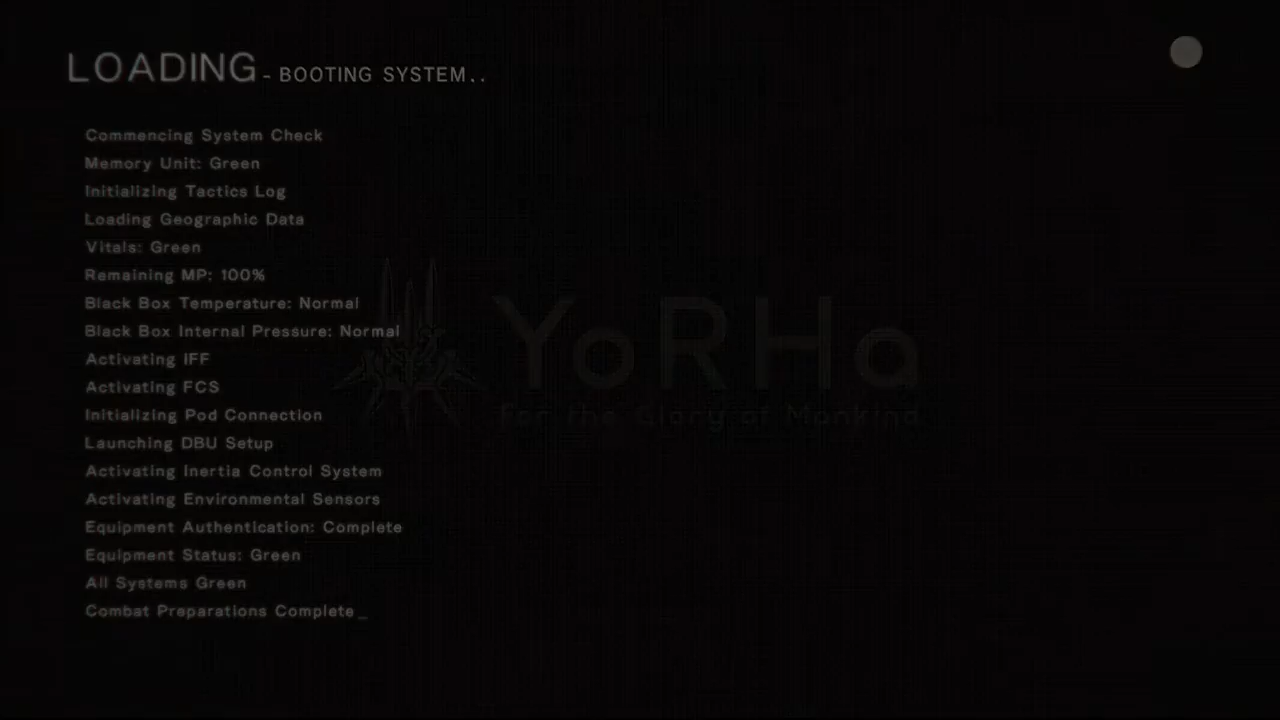 LOADING - BOOTING SYSTEM..
Commencing System Check
Memory Unit: Green
Initializing Tactics Log
Loading Geographic Data
Vitals: Green
Remaining MP: 100%
Black Box Temperature: Normal
Black Box Internal Pressure: Normal
Activating IFF
Activating FCS
Initializing Pod Connection
Launching DBU Setup
Activating Inertia Control System
Activating Environmental Sensors
Equipment Authentication: Complete
Equipment Status: Green
All Systems Green
Combat Preparations Complete_
YoRHa
For the Glory of Mankind